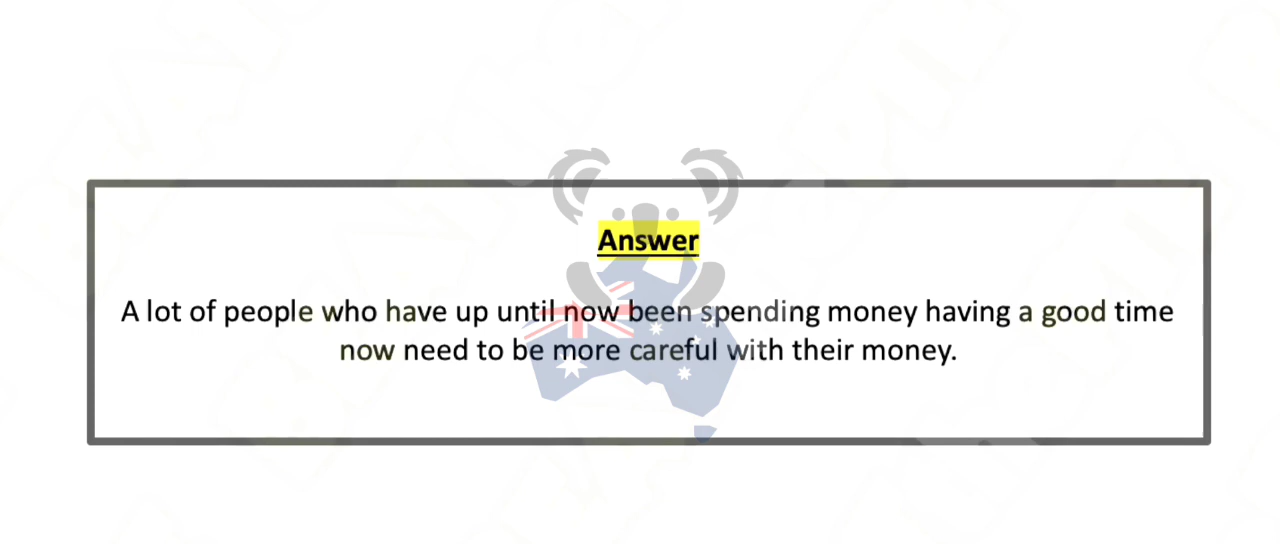 Answer
A lot of people who have up until now been spending money having a good time
now need to be more careful with their money.